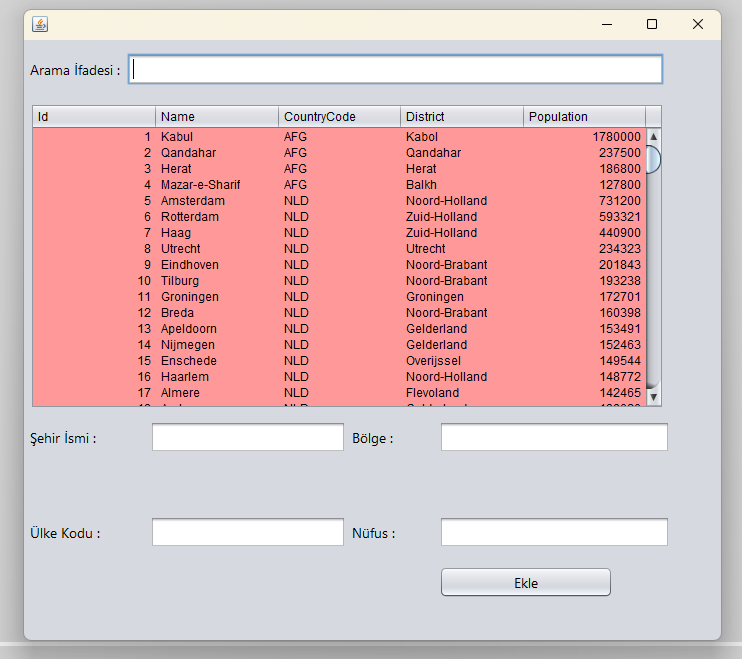 Arama İfadesi :
Id Name CountryCode District Population
1 Kabul AFG Kabol 1780000
2 Qandahar AFG Qandahar 237500
3 Herat AFG Herat 186800
4 Mazar-e-Sharif AFG Balkh 127800
5 Amsterdam NLD Noord-Holland 731200
6 Rotterdam NLD Zuid-Holland 593321
7 Haag NLD Zuid-Holland 440900
8 Utrecht NLD Utrecht 234323
9 Eindhoven NLD Noord-Brabant 201843
10 Tilburg NLD Noord-Brabant 193238
11 Groningen NLD Groningen 172701
12 Breda NLD Noord-Brabant 160398
13 Apeldoorn NLD Gelderland 153491
14 Nijmegen NLD Gelderland 152463
15 Enschede NLD Overijssel 149544
16 Haarlem NLD Noord-Holland 148772
17 Almere NLD Flevoland 142465
Şehir İsmi : Bölge :
Ülke Kodu : Nüfus :
Ekle